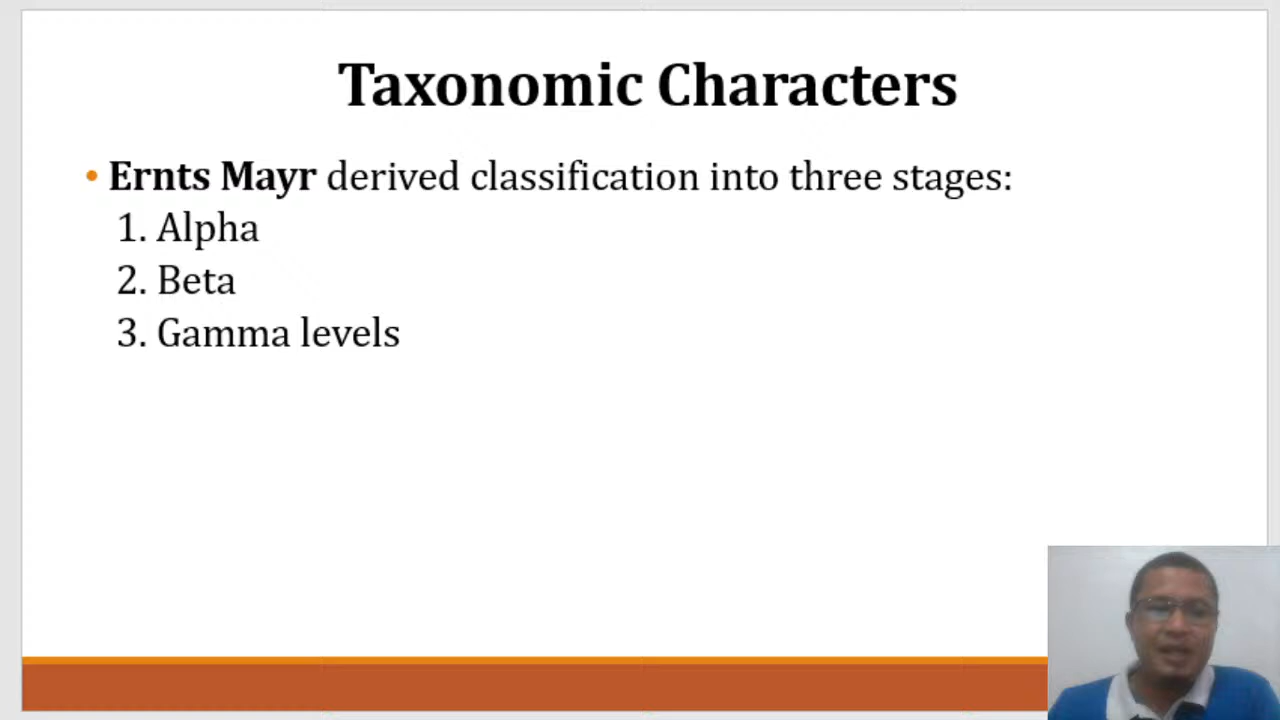 Taxonomic Characters
• Ernts Mayr derived classification into three stages:
1. Alpha
2. Beta
3. Gamma levels